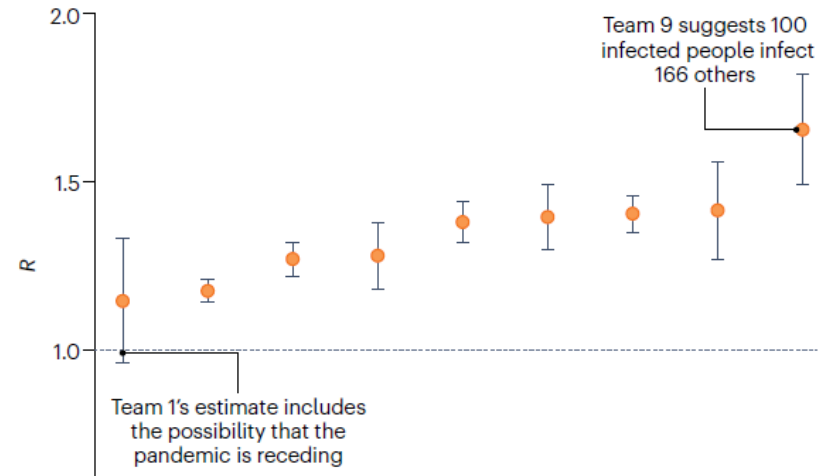 2.0
Team 9 suggests 100
infected people infect
166 others
1.5
R
1.0
Team 1's estimate includes
the possibility that the
pandemic is receding